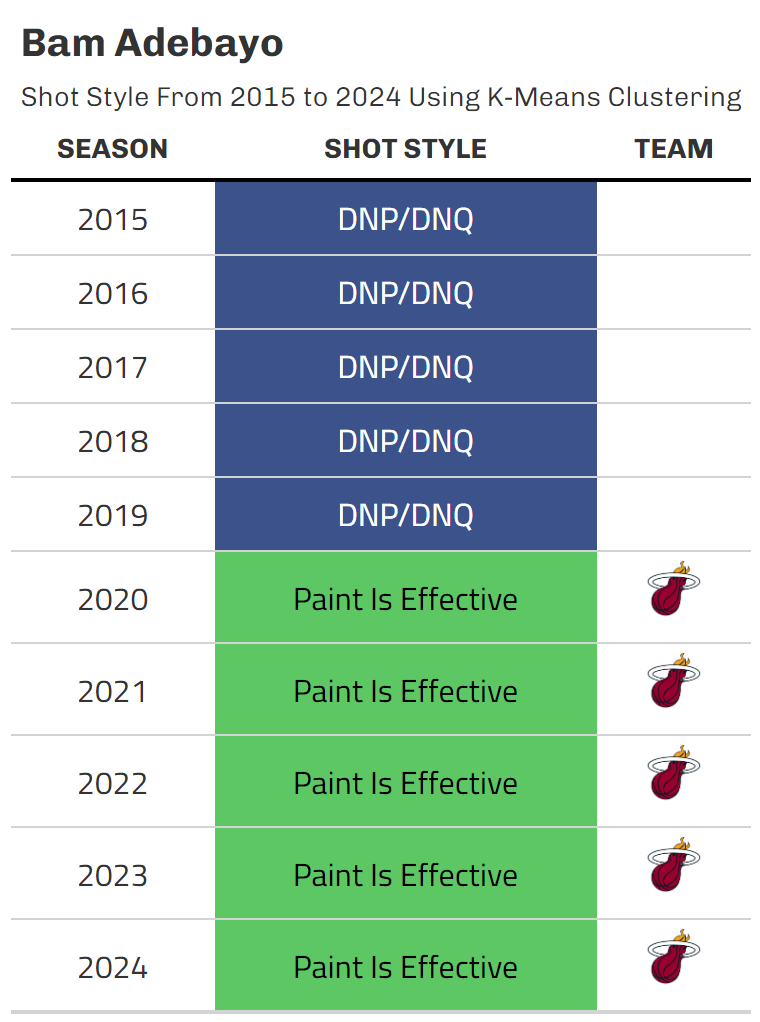 Bam Adebayo
Shot Style From 2015 to 2024 Using K-Means Clustering
SEASON SHOT STYLE TEAM
2015 DNP/DNQ
2016 DNP/DNQ
2017 DNP/DNQ
2018 DNP/DNQ
2019 DNP/DNQ
2020 Paint Is Effective
2021 Paint Is Effective
2022 Paint Is Effective
2023 Paint Is Effective
2024 Paint Is Effective